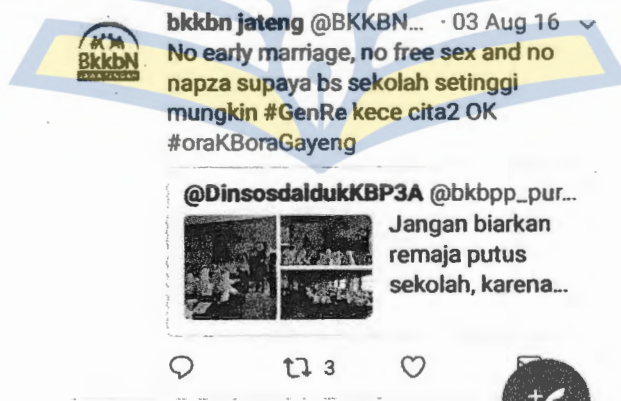 bkkbn jateng @BKKBN... · 03 Aug 16
BkkbN
No early marriage, no free sex and no
napza supaya bs sekolah setinggi
mungkin #GenRe kece cita2 OK
#oraKBoraGayeng
@DinsosdaldukKBP3A @bkbpp_pur...
Jangan biarkan
remaja putus
sekolah, karena...
3